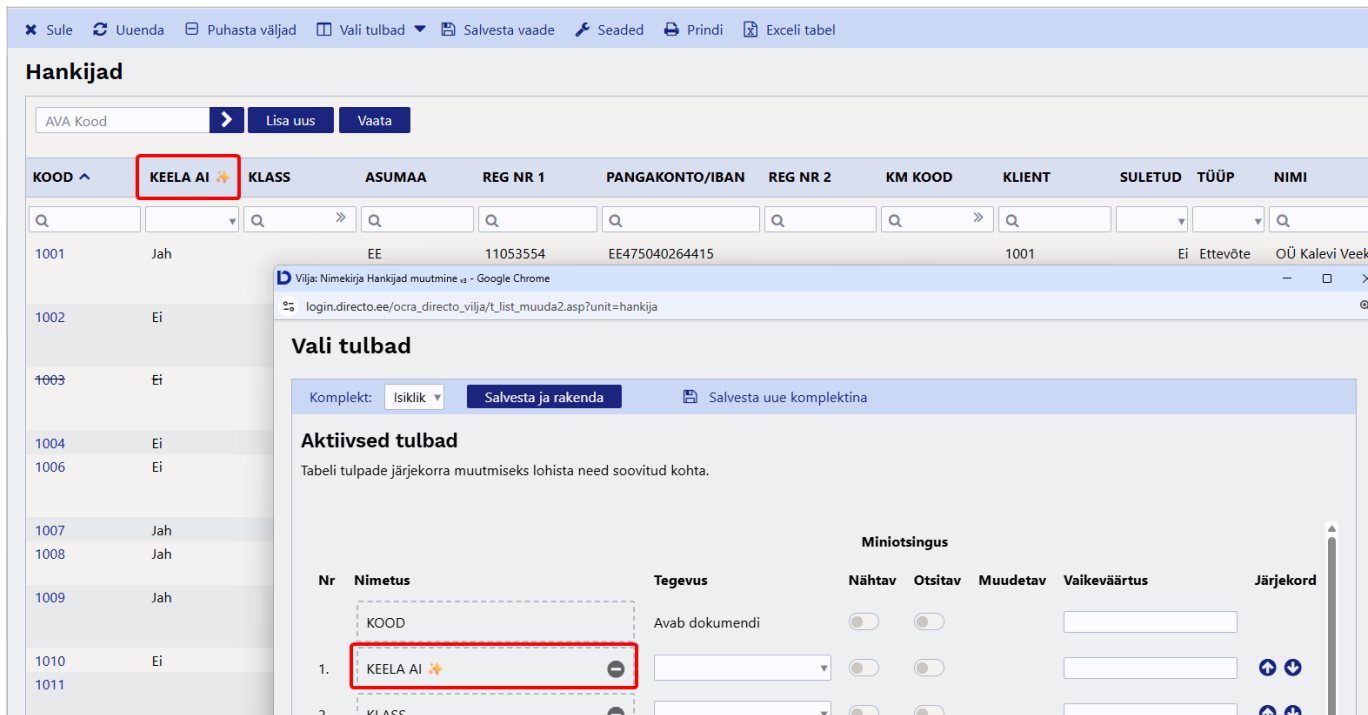 Sule Uuenda Puhasta väljad Vali tulbad Salvesta vaade Seaded Prindi Exceli tabel
Hankijad
AVA Kood Lisa uus Vaata
KOOD KEELA AI ✨ KLASS ASUMAA REG NR 1 PANGAKONTO/IBAN REG NR 2 KM KOOD KLIENT SULETUD TÜÜP NIMI
1001 Jah EE 11053554 EE475040264415 1001 Ei Ettevõte OÜ Kalevi Veek
Vilja: Nimekirja Hankijad muutmine v3 - Google Chrome
login.directo.ee/ocra_directo_vilja/t_list_muuda2.asp?unit=hankija
1002 Ei
Vali tulbad
1003 Ei
Komplekt: Isiklik Salvesta ja rakenda Salvesta uue komplektina
1004 Ei
Aktiivsed tulbad
1006 Ei
Tabeli tulpade järjekorra muutmiseks lohista need soovitud kohta.
1007 Jah
Miniotsingus
1008 Jah
Nr Nimetus Tegevus Nähtav Otsitav Muudetav Vaikeväärtus Järjekord
1009 Jah
KOOD Avab dokumendi
1010 Ei
1. KEELA AI ✨
1011
2. KLASS